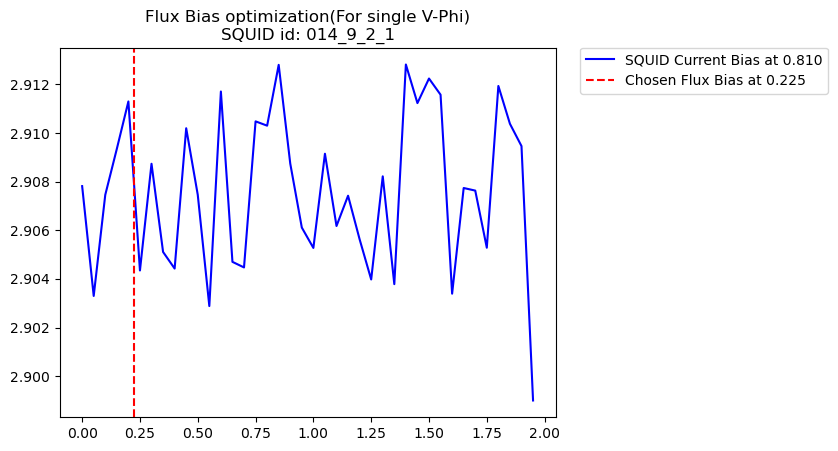 Flux Bias optimization(For single V-Phi)
SQUID id: 014_9_2_1
SQUID Current Bias at 0.810
Chosen Flux Bias at 0.225
2.912
2.910
2.908
2.906
2.904
2.902
2.900
0.00 0.25 0.50 0.75 1.00 1.25 1.50 1.75 2.00